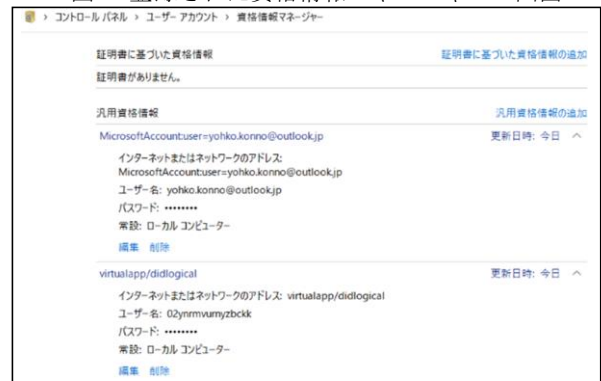 コントロール パネル › ユーザー アカウント › 資格情報マネージャー
証明書に基づいた資格情報 証明書に基づいた資格情報の追加
証明書がありません。
汎用資格情報 汎用資格情報の追加
MicrosoftAccount:user=yohko.konno@outlook.jp 更新日時: 今日
インターネットまたはネットワークのアドレス:
MicrosoftAccount:user=yohko.konno@outlook.jp
ユーザー名: yohko.konno@outlook.jp
パスワード: ••••••••
常設: ローカル コンピューター
編集 削除
virtualapp/didlogical 更新日時: 今日
インターネットまたはネットワークのアドレス: virtualapp/didlogical
ユーザー名: 02ynrmvumyzbckk
パスワード: ••••••••
常設: ローカル コンピューター
編集 削除